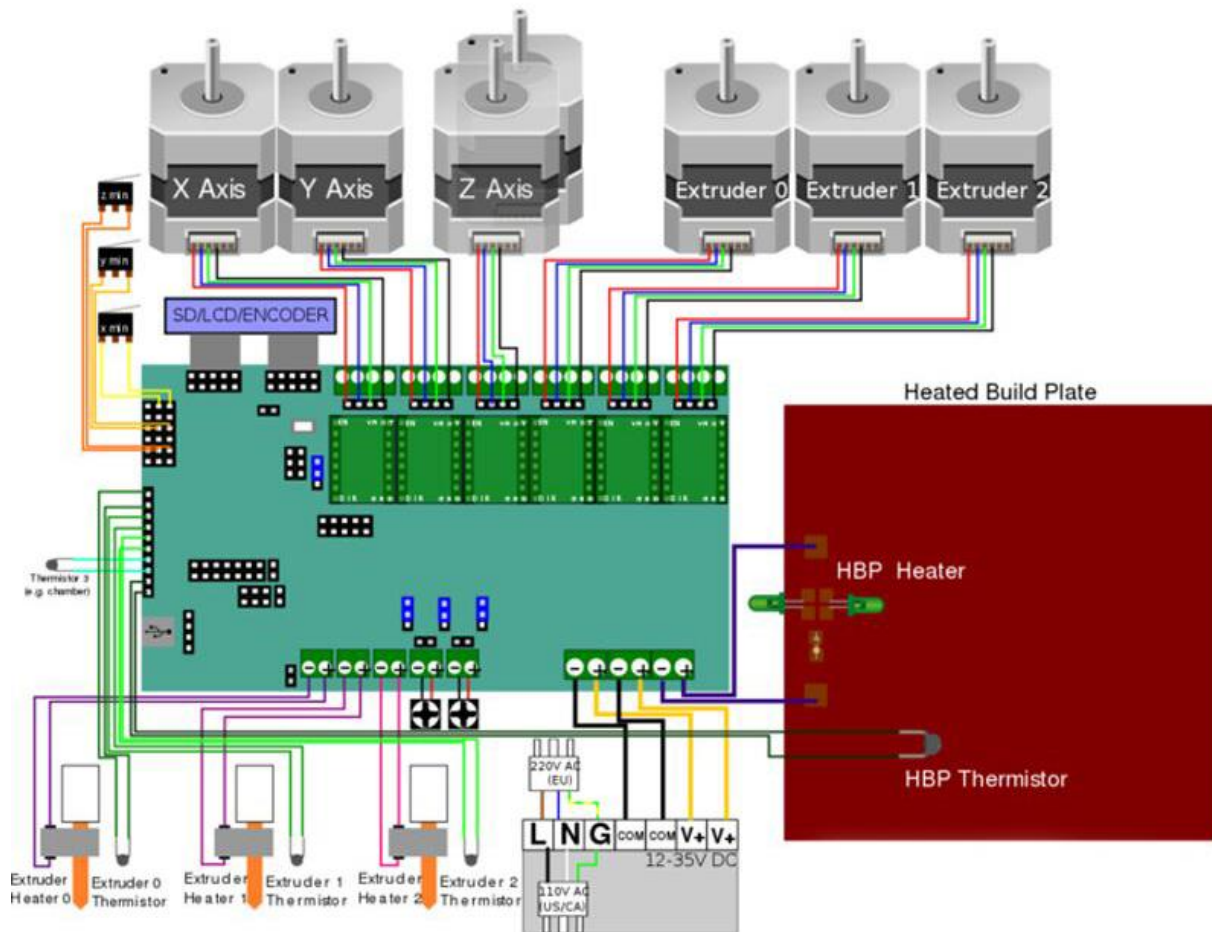 X Axis
Y Axis
Z Axis
Extruder 0
Extruder 1
Extruder 2
z min
y min
x min
SD/LCD/ENCODER
Heated Build Plate
HBP Heater
HBP Thermistor
Thermistor 3
(e.g. chamber)
220V AC
(EU)
L N G COM COM V+ V+
12-35V DC
110V AC
(US/CA)
Extruder
Heater 0
Extruder 0
Thermistor
Extruder
Heater 1
Extruder 1
Thermistor
Extruder
Heater 2
Extruder 2
Thermistor